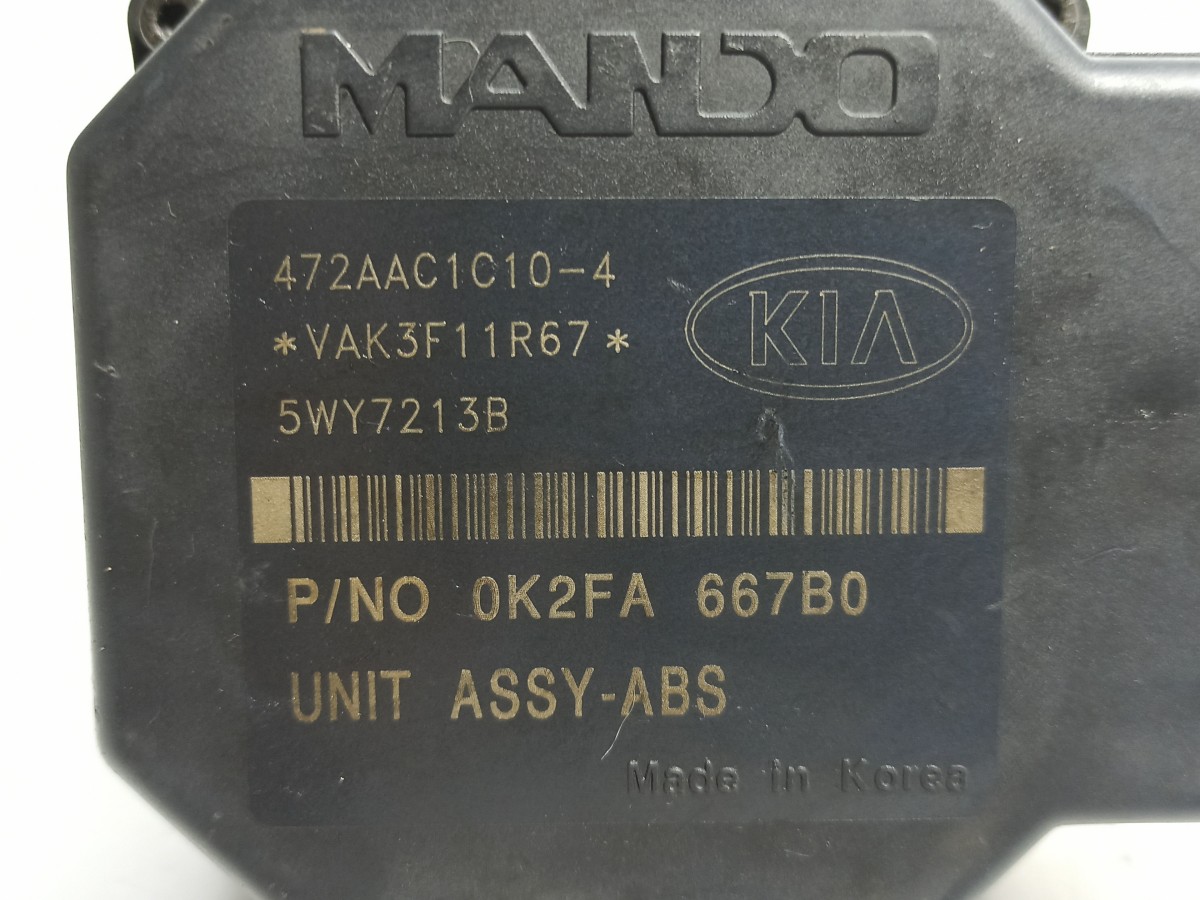 MANDO
472AAC1C10-4
KIA
*VAK3F11R67*
5WY7213B
P/NO 0K2FA 667B0
UNIT ASSY-ABS
Made in Korea